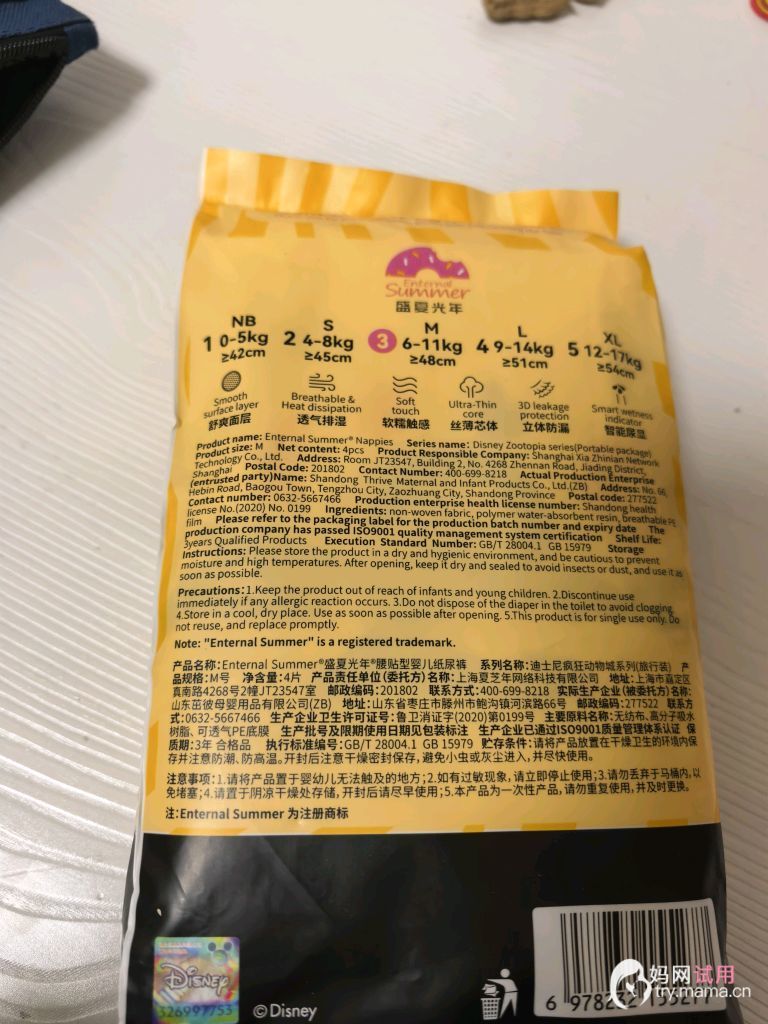 Enternal
Summer
盛夏光年
NB S M L XL
1 0-5kg 2 4-8kg 3 6-11kg 4 9-14kg 5 12-17kg
≥42cm ≥45cm ≥48cm ≥51cm ≥54cm
Smooth surface layer
舒爽面层
Breathable & Heat dissipation
透气排湿
Soft touch
软糯触感
Ultra-Thin core
丝薄芯体
3D leakage protection
立体防漏
Smart wetness indicator
智能尿显
Product name: Enternal Summer® Nappies Series name: Disney Zootopia series(Portable package)
Product size: M Net content: 4pcs Product Responsible Company: Shanghai Xia Zhinian Network
Technology Co., Ltd. Address: Room JT23547, Building 2, No. 4268 Zhennan Road, Jiading District,
Shanghai Postal Code: 201802 Contact Number: 400-699-8218 Actual Production Enterprise
(entrusted party)Name: Shandong Thrive Maternal and Infant Products Co., Ltd.(ZB) Address: No. 66,
Hebin Road, Baogou Town, Tengzhou City, Zaozhuang City, Shandong Province Postal code: 277522
Contact number: 0632-5667466 Production enterprise health license number: Shandong health
license No.(2020) No. 0199 Ingredients: non-woven fabric, polymer water-absorbent resin, breathable PE
film Please refer to the packaging label for the production batch number and expiry date The
production company has passed ISO9001 quality management system certification Shelf Life:
3years Qualified Products Execution Standard Number: GB/T 28004.1 GB 15979 Storage
Instructions: Please store the product in a dry and hygienic environment, and be cautious to prevent
moisture and high temperatures. After opening, keep it dry and sealed to avoid insects or dust, and use it as
soon as possible.
Precautions:1.Keep the product out of reach of infants and young children. 2.Discontinue use
immediately if any allergic reaction occurs. 3.Do not dispose of the diaper in the toilet to avoid clogging.
4.Store in a cool, dry place. Use as soon as possible after opening. 5.This product is for single use only. Do
not reuse, and replace promptly.
Note: "Enternal Summer" is a registered trademark.
产品名称:Enternal Summer®盛夏光年®腰贴型婴儿纸尿裤 系列名称:迪士尼疯狂动物城系列(旅行装) 产
品规格:M号 净含量:4片 产品责任单位(委托方)名称:上海夏芝年网络科技有限公司 地址:上海市嘉定区
真南路4268号2幢JT23547室 邮政编码:201802 联系方式:400-699-8218 实际生产企业(被委托方)名称:
山东茁彼母婴用品有限公司(ZB) 地址:山东省枣庄市滕州市鲍沟镇河滨路66号 邮政编码:277522 联系方
式:0632-5667466 生产企业卫生许可证号:鲁卫消证字(2020)第0199号 主要原料名称:无纺布、高分子吸水
树脂、可透气PE底膜 生产批号及限期使用日期见包装标注 生产企业已通过ISO9001质量管理体系认证 保
质期:3年 合格品 执行标准编号:GB/T 28004.1 GB 15979 贮存条件:请将产品放置在干燥卫生的环境内保
存并注意防潮、防高温。开封后注意干燥密封保存,避免小虫或灰尘进入,并尽快使用。
注意事项:1.请将产品置于婴幼儿无法触及的地方;2.如有过敏现象,请立即停止使用;3.请勿丢弃于马桶内,以
免堵塞;4.请置于阴凉干燥处存储,开封后请尽早使用;5.本产品为一次性产品,请勿重复使用,并及时更换。
注:Enternal Summer 为注册商标
Disney
326997753
©Disney
妈网试用
try.mama.cn